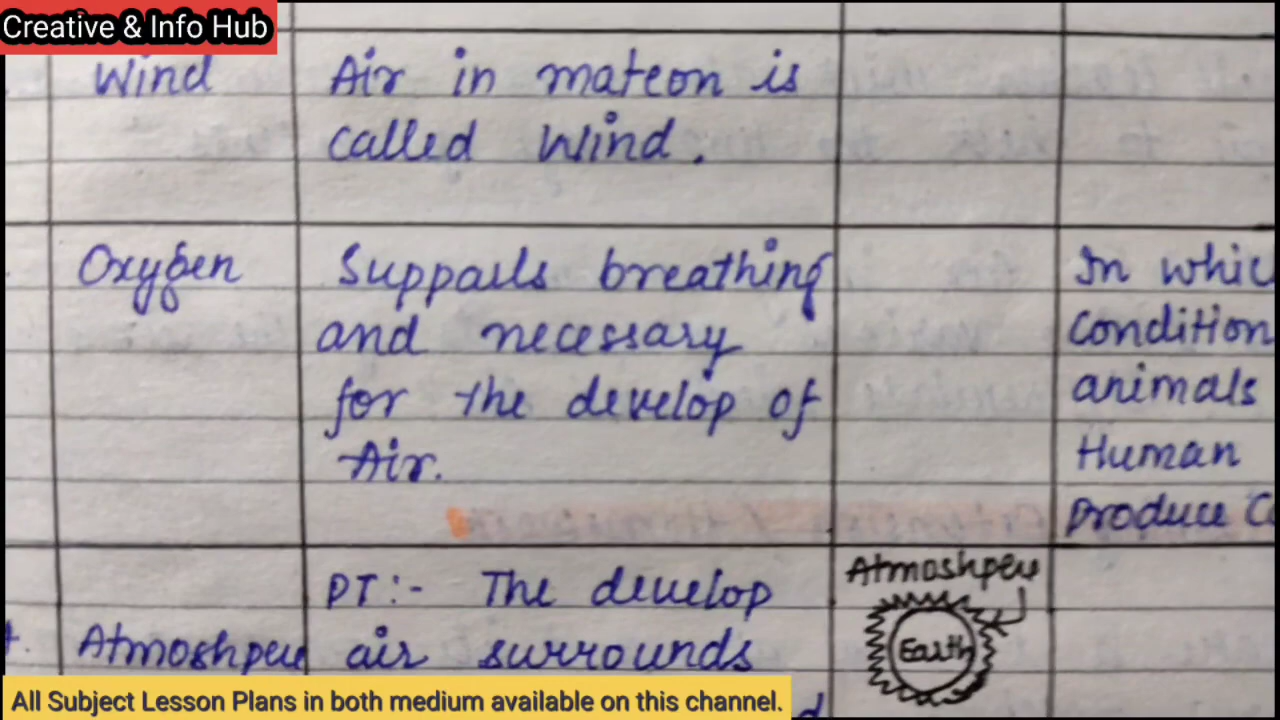 Creative & Info Hub
Wind
Air in mateon is
called Wind.
Oxygen
Suppails breathing
and necessary
for the develop of
Air.
In whic
Condition
animals
Human
Produce C
PT:- The develop
Atmoshpeu
air surrounds
Atmoshpeu
Earth
All Subject Lesson Plans in both medium available on this channel.